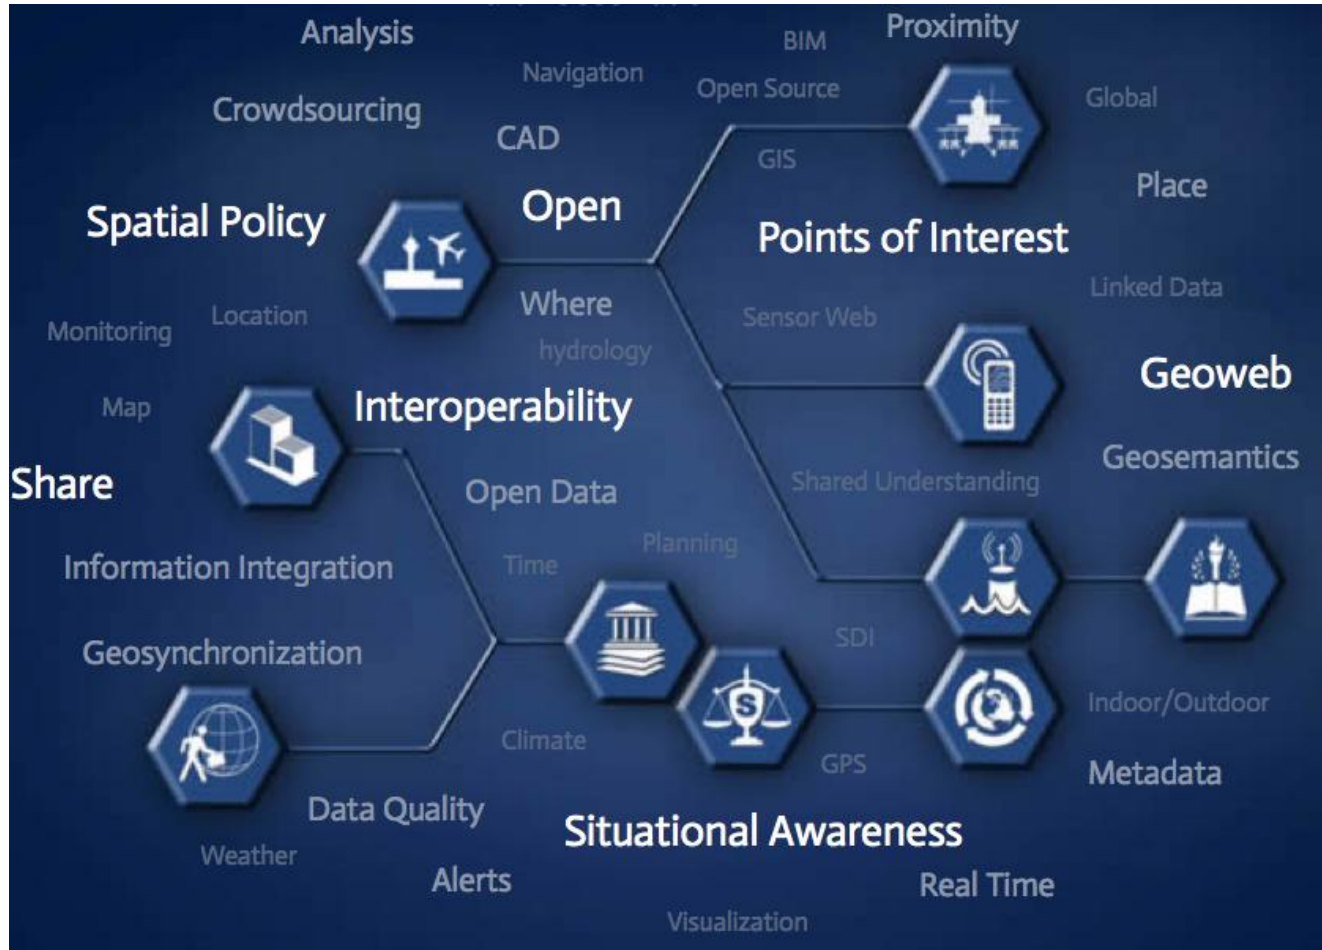 Analysis
BIM
Proximity
Navigation
Open Source
Global
Crowdsourcing
CAD
GIS
Place
Spatial Policy
Open
Points of Interest
Where
Linked Data
Monitoring
Location
Sensor Web
hydrology
Geoweb
Map
Interoperability
Geosemantics
Share
Open Data
Shared Understanding
Planning
Information Integration
Time
SDI
Geosynchronization
S
Indoor/Outdoor
Climate
GPS
Metadata
Data Quality
Situational Awareness
Weather
Alerts
Real Time
Visualization